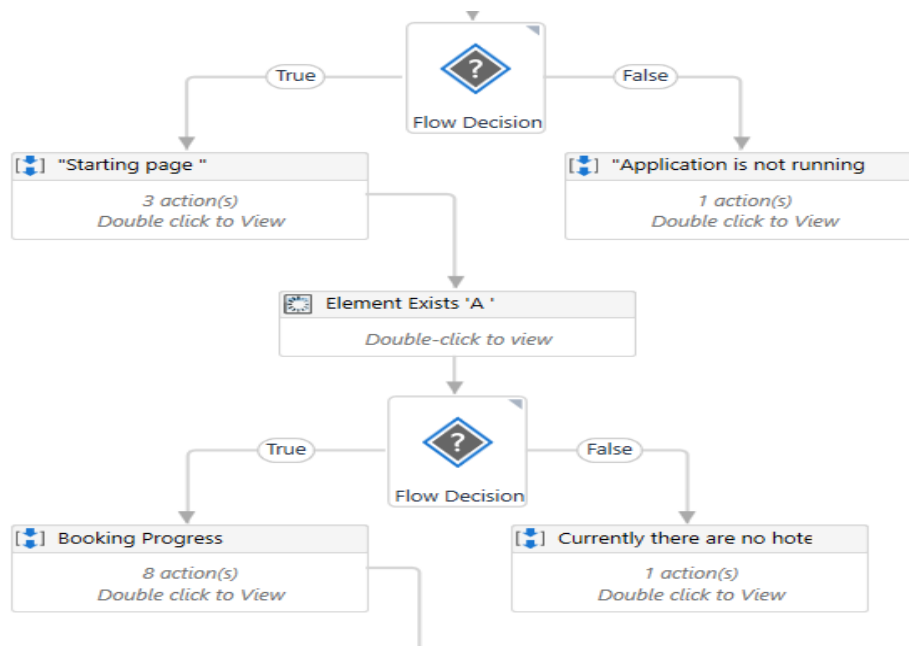 ?
True
False
Flow Decision
"Starting page "
"Application is not running
3 action(s)
Double click to View
1 action(s)
Double click to View
Element Exists 'A '
Double-click to view
?
True
False
Flow Decision
Booking Progress
Currently there are no hote
8 action(s)
Double click to View
1 action(s)
Double click to View